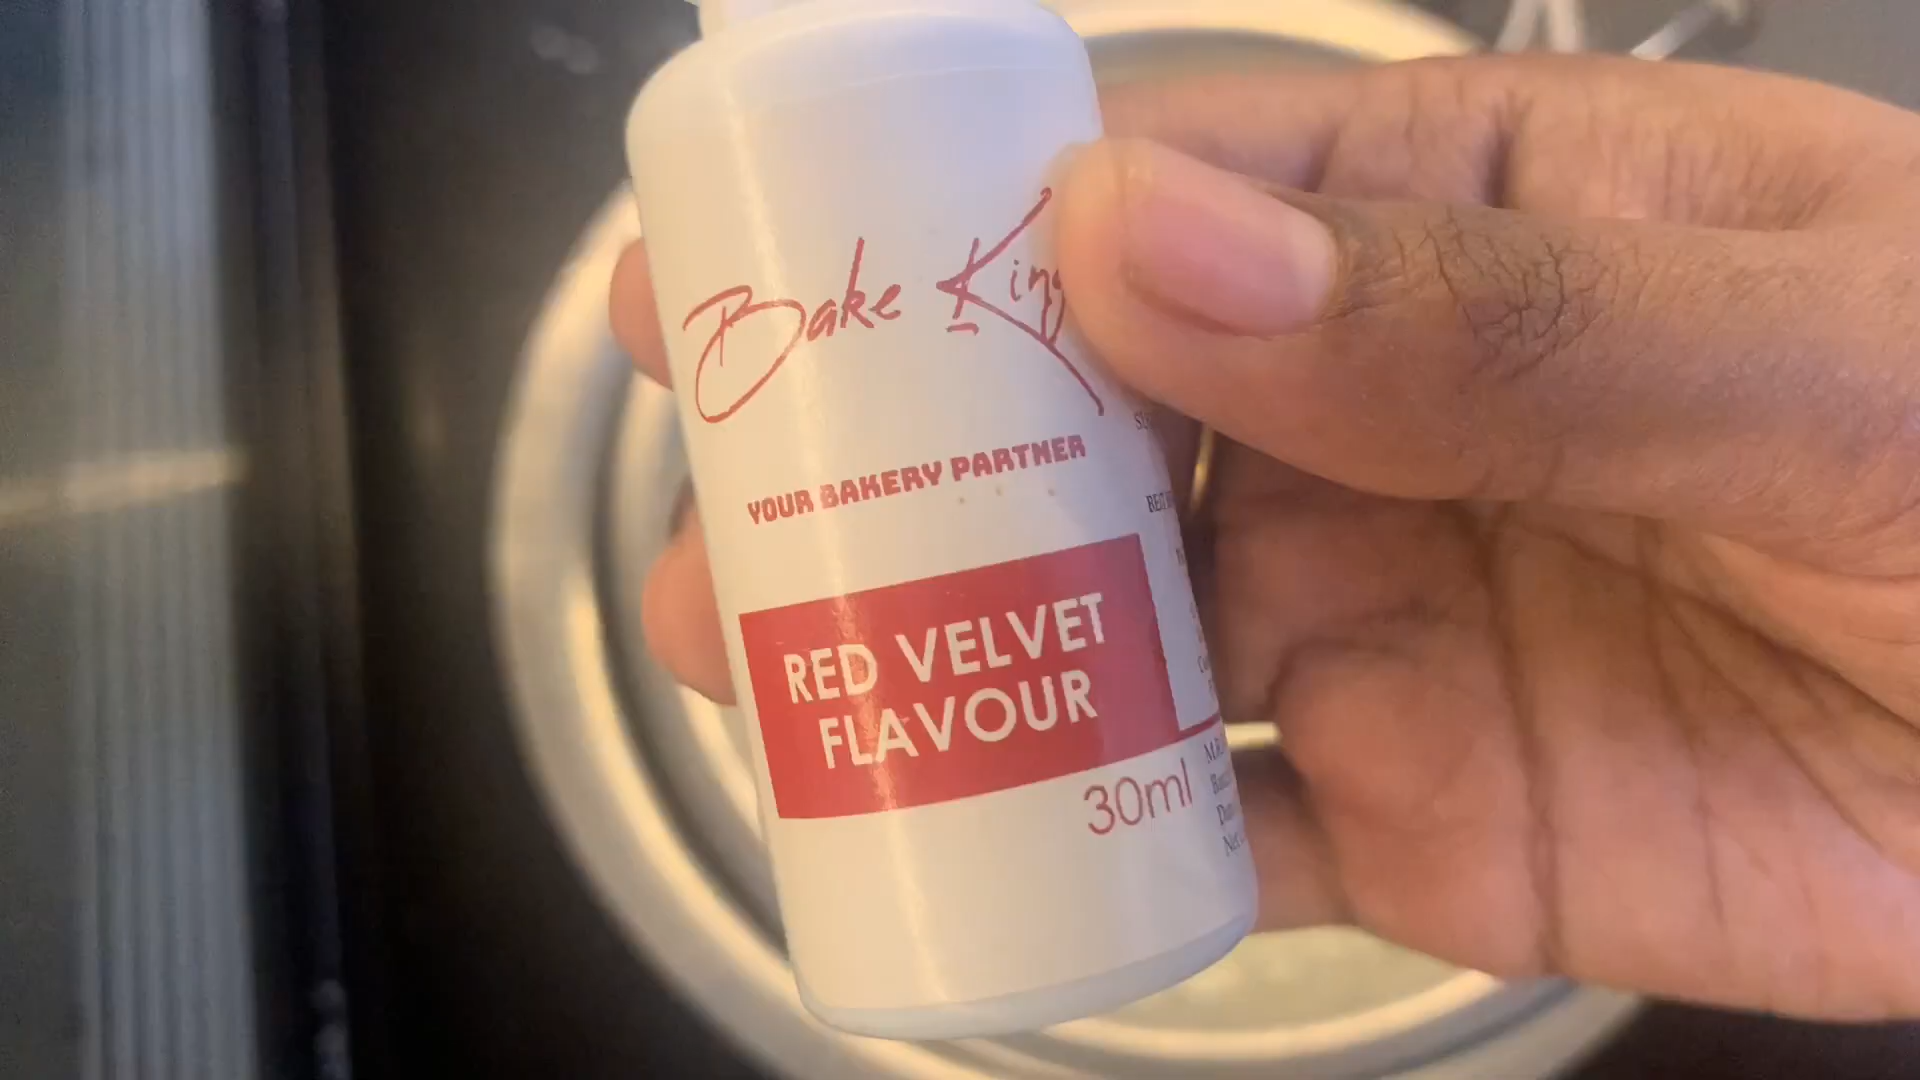 Bake King
YOUR BAKERY PARTNER
RED VELVET
FLAVOUR
30ml